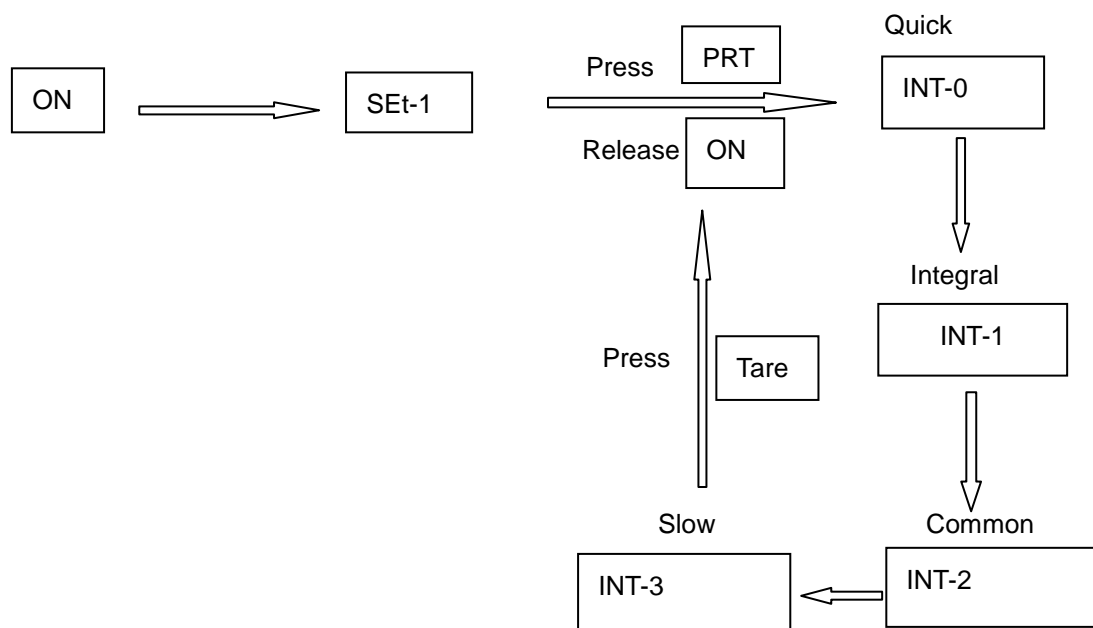 Quick
PRT
Press
INT-0
ON
SEt-1
Release
ON
Integral
INT-1
Press
Tare
Slow
Common
INT-3
INT-2